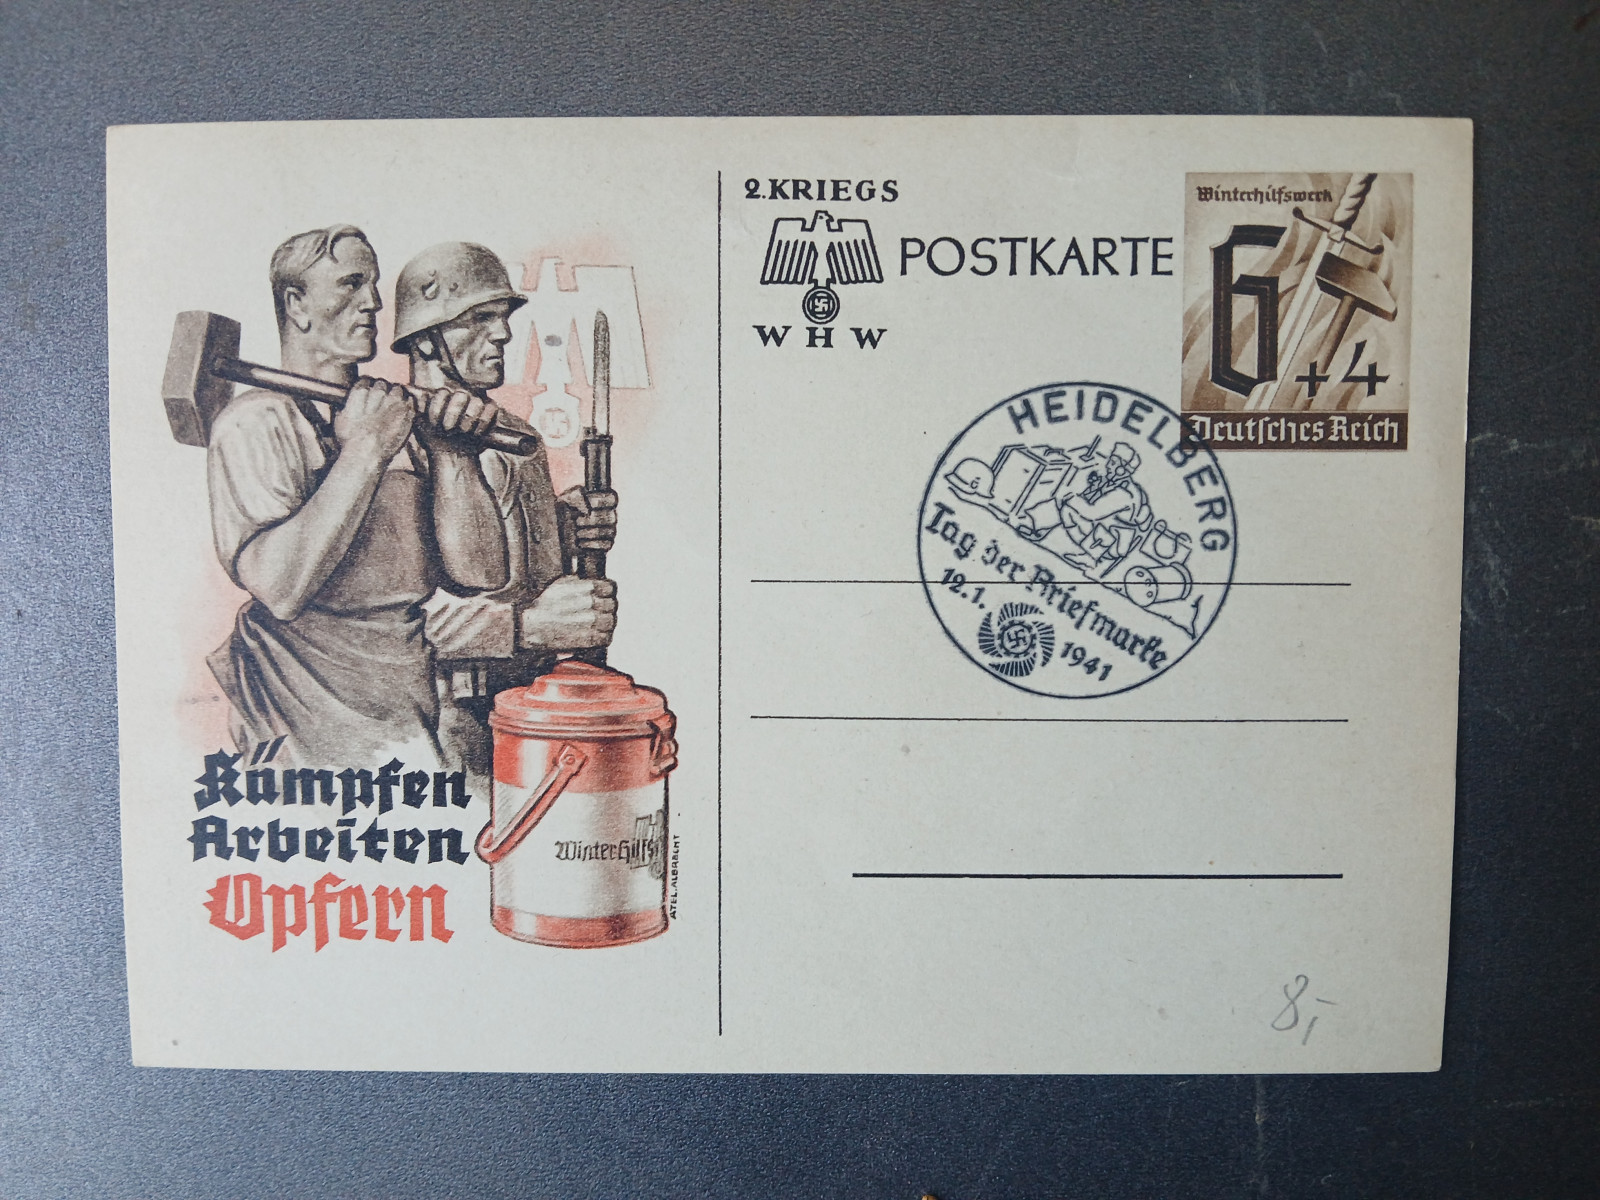 2. KRIEGS
WHW
POSTKARTE
Winterhilfswerk
6+4
Deutsches Reich
HEIDELBERG
Tag der Briefmarke
12.1. 1941
Kämpfen
Arbeiten
Opfern
Winterhilfs
ATEL. ALBRECHT
8,-